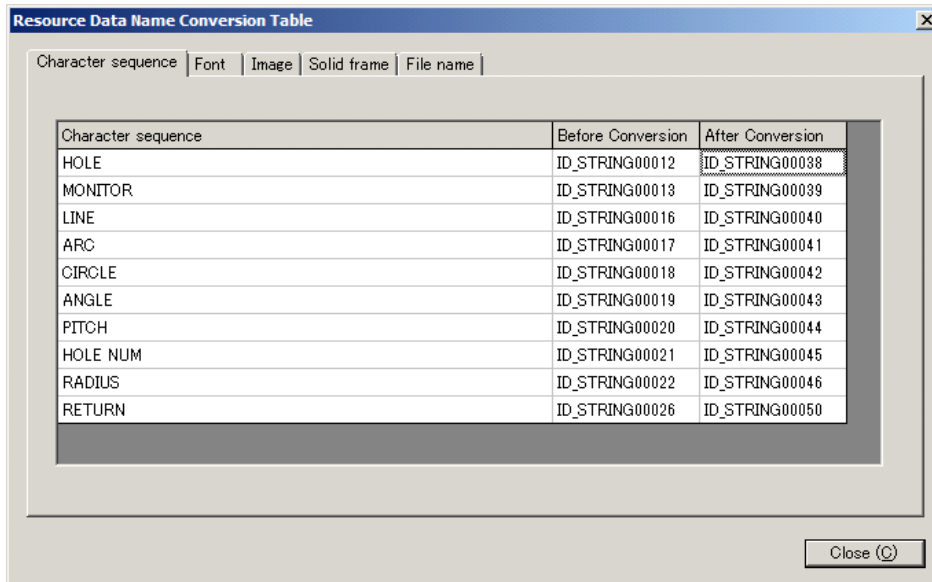 Resource Data Name Conversion Table
Character sequence Font Image Solid frame File name
Character sequence Before Conversion After Conversion
HOLE ID_STRING00012 ID_STRING00038
MONITOR ID_STRING00013 ID_STRING00039
LINE ID_STRING00016 ID_STRING00040
ARC ID_STRING00017 ID_STRING00041
CIRCLE ID_STRING00018 ID_STRING00042
ANGLE ID_STRING00019 ID_STRING00043
PITCH ID_STRING00020 ID_STRING00044
HOLE NUM ID_STRING00021 ID_STRING00045
RADIUS ID_STRING00022 ID_STRING00046
RETURN ID_STRING00026 ID_STRING00050
Close (C)